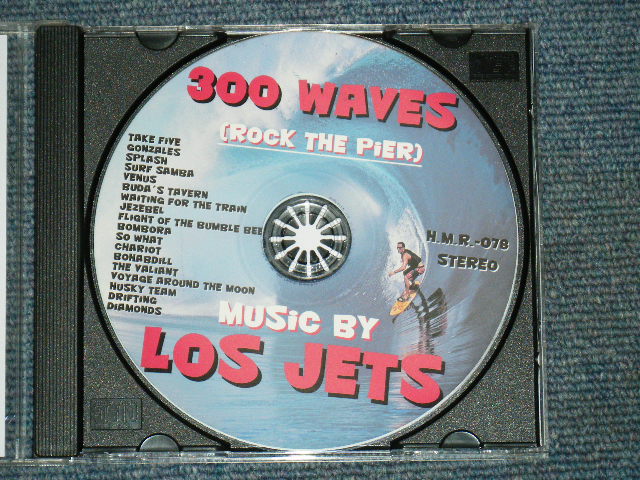 300 WAVES
(ROCK THE PIER)
TAKE FIVE
GONZALES
SPLASH
SURF SAMBA
VENUS
BUDA'S TAVERN
WAITING FOR THE TRAIN
JEZEBEL
FLIGHT OF THE BUMBLE BEE
BOMBORA
SO WHAT
CHARIOT
BOHABDILL
THE VALIANT
VOYAGE AROUND THE MOON
HUSKY TEAM
DRIFTING
DIAMONDS
H.M.R.-078
STEREO
MUSIC BY
LOS JETS